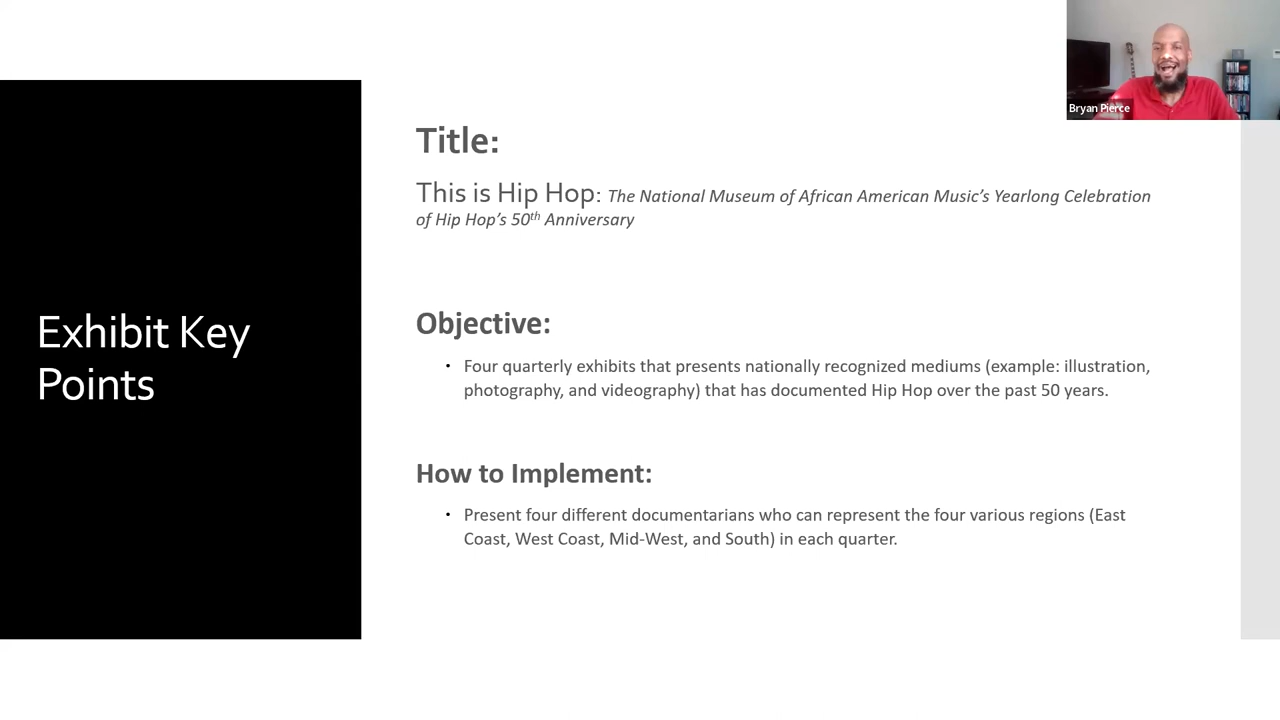 Bryan Pierce
Exhibit Key
Points
Title:
This is Hip Hop: The National Museum of African American Music's Yearlong Celebration
of Hip Hop's 50th Anniversary
Objective:
• Four quarterly exhibits that presents nationally recognized mediums (example: illustration,
photography, and videography) that has documented Hip Hop over the past 50 years.
How to Implement:
• Present four different documentarians who can represent the four various regions (East
Coast, West Coast, Mid-West, and South) in each quarter.